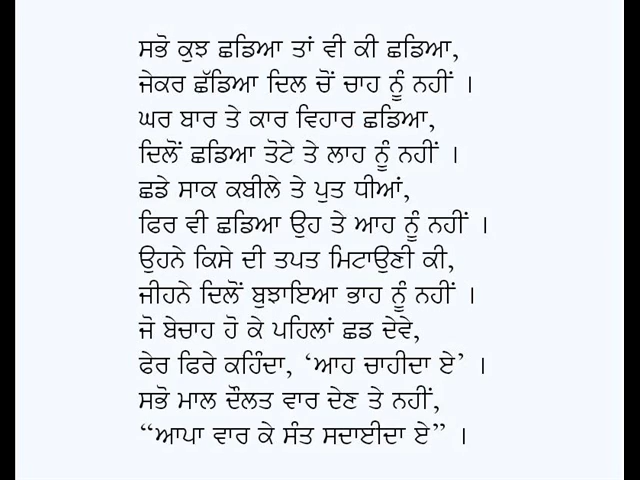 ਸਭੋ ਕੁਝ ਛਡਿਆ ਤਾਂ ਵੀ ਕੀ ਛਡਿਆ,
ਜੇਕਰ ਛੱਡਿਆ ਦਿਲ ਚੋਂ ਚਾਹ ਨੂੰ ਨਹੀਂ ।
ਘਰ ਬਾਰ ਤੇ ਕਾਰ ਵਿਹਾਰ ਛਡਿਆ,
ਦਿਲੋਂ ਛਡਿਆ ਤੋਟੇ ਤੇ ਲਾਹ ਨੂੰ ਨਹੀਂ ।
ਛਡੇ ਸਾਕ ਕਬੀਲੇ ਤੇ ਪੁਤ ਧੀਆਂ,
ਫਿਰ ਵੀ ਛਡਿਆ ਉਹ ਤੇ ਆਹ ਨੂੰ ਨਹੀਂ ।
ਉਹਨੇ ਕਿਸੇ ਦੀ ਤਪਤ ਮਿਟਾਉਣੀ ਕੀ,
ਜੀਹਨੇ ਦਿਲੋਂ ਬੁਝਾਇਆ ਭਾਹ ਨੂੰ ਨਹੀਂ ।
ਜੋ ਬੇਚਾਹ ਹੋ ਕੇ ਪਹਿਲਾਂ ਛਡ ਦੇਵੇ,
ਫੇਰ ਫਿਰੇ ਕਹਿੰਦਾ, ‘ਆਹ ਚਾਹੀਦਾ ਏ’ ।
ਸਭੋ ਮਾਲ ਦੌਲਤ ਵਾਰ ਦੇਣ ਤੇ ਨਹੀਂ,
“ਆਪਾ ਵਾਰ ਕੇ ਸੰਤ ਸਦਾਈਦਾ ਏ” ।